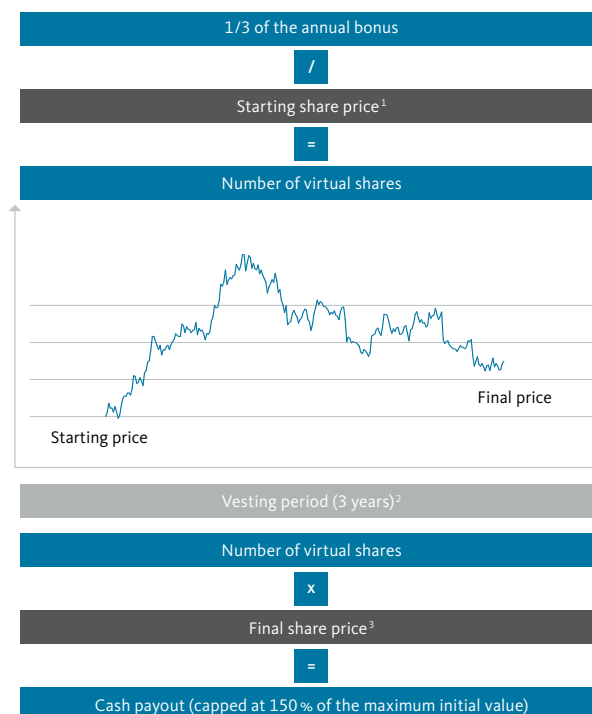 1/3 of the annual bonus
/
Starting share price¹
=
Number of virtual shares
Final price
Starting price
Vesting period (3 years)²
Number of virtual shares
x
Final share price³
=
Cash payout (capped at 150 % of the maximum initial value)